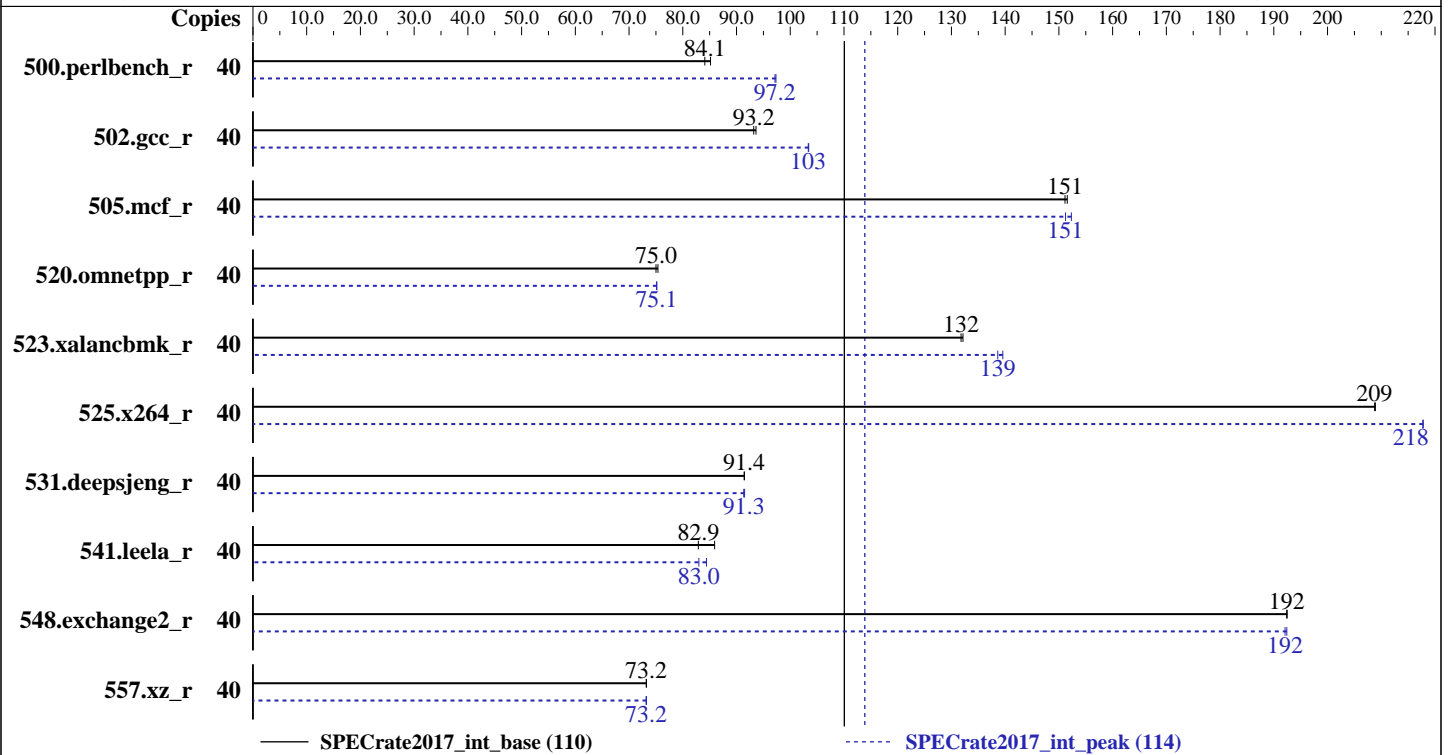 Copies 0 10.0 20.0 30.0 40.0 50.0 60.0 70.0 80.0 90.0 100 110 120 130 140 150 160 170 180 190 200 220
84.1
500.perlbench_r 40
97.2
93.2
502.gcc_r 40
103
151
505.mcf_r 40
151
75.0
520.omnetpp_r 40
75.1
132
523.xalancbmk_r 40
139
209
525.x264_r 40
218
91.4
531.deepsjeng_r 40
91.3
82.9
541.leela_r 40
83.0
192
548.exchange2_r 40
192
73.2
557.xz_r 40
73.2
SPECrate2017_int_base (110) SPECrate2017_int_peak (114)